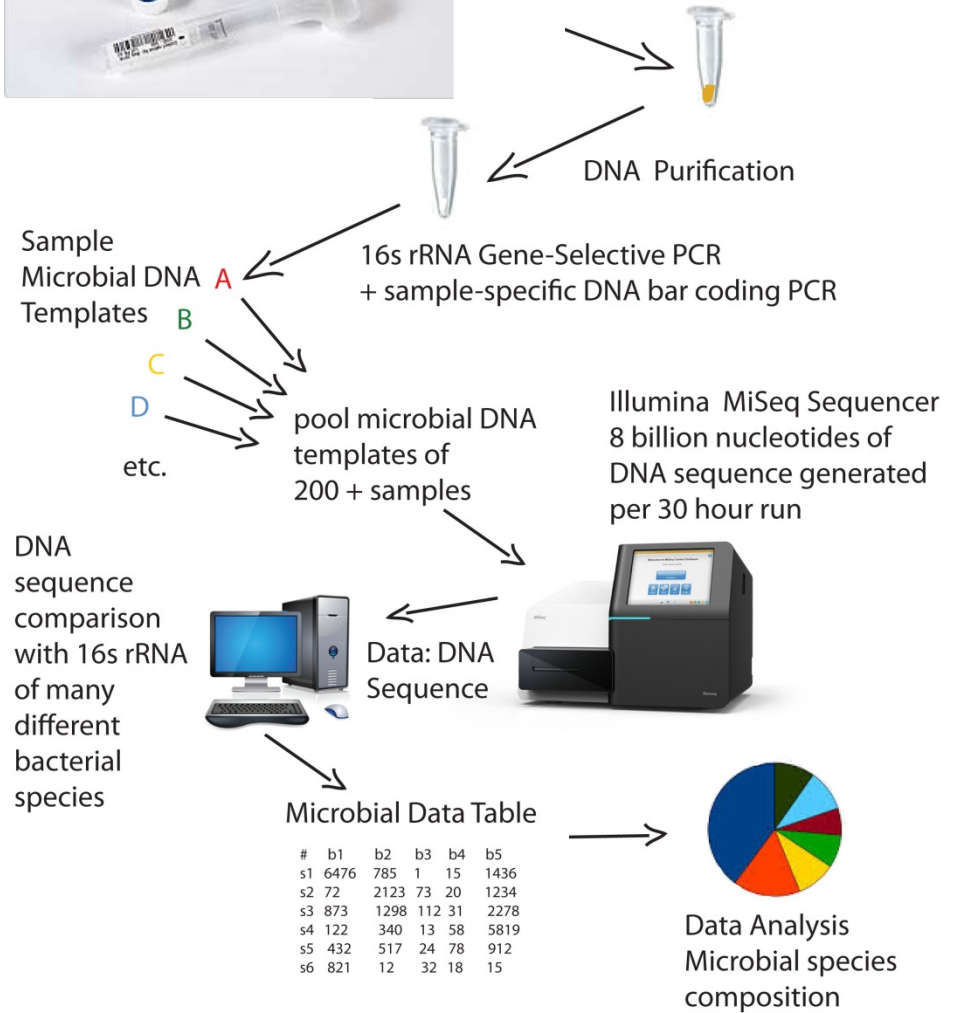 DNA Purification
16s rRNA Gene-Selective PCR
+ sample-specific DNA bar coding PCR
Sample
Microbial DNA
Templates
A
B
C
D
etc.
pool microbial DNA
templates of
200 + samples
Illumina MiSeq Sequencer
8 billion nucleotides of
DNA sequence generated
per 30 hour run
Data: DNA
Sequence
DNA
sequence
comparison
with 16s rRNA
of many
different
bacterial
species
Microbial Data Table
# b1 b2 b3 b4 b5
s1 6476 785 1 15 1436
s2 72 2123 73 20 1234
s3 873 1298 112 31 2278
s4 122 340 13 58 5819
s5 432 517 24 78 912
s6 821 12 32 18 15
Data Analysis
Microbial species
composition